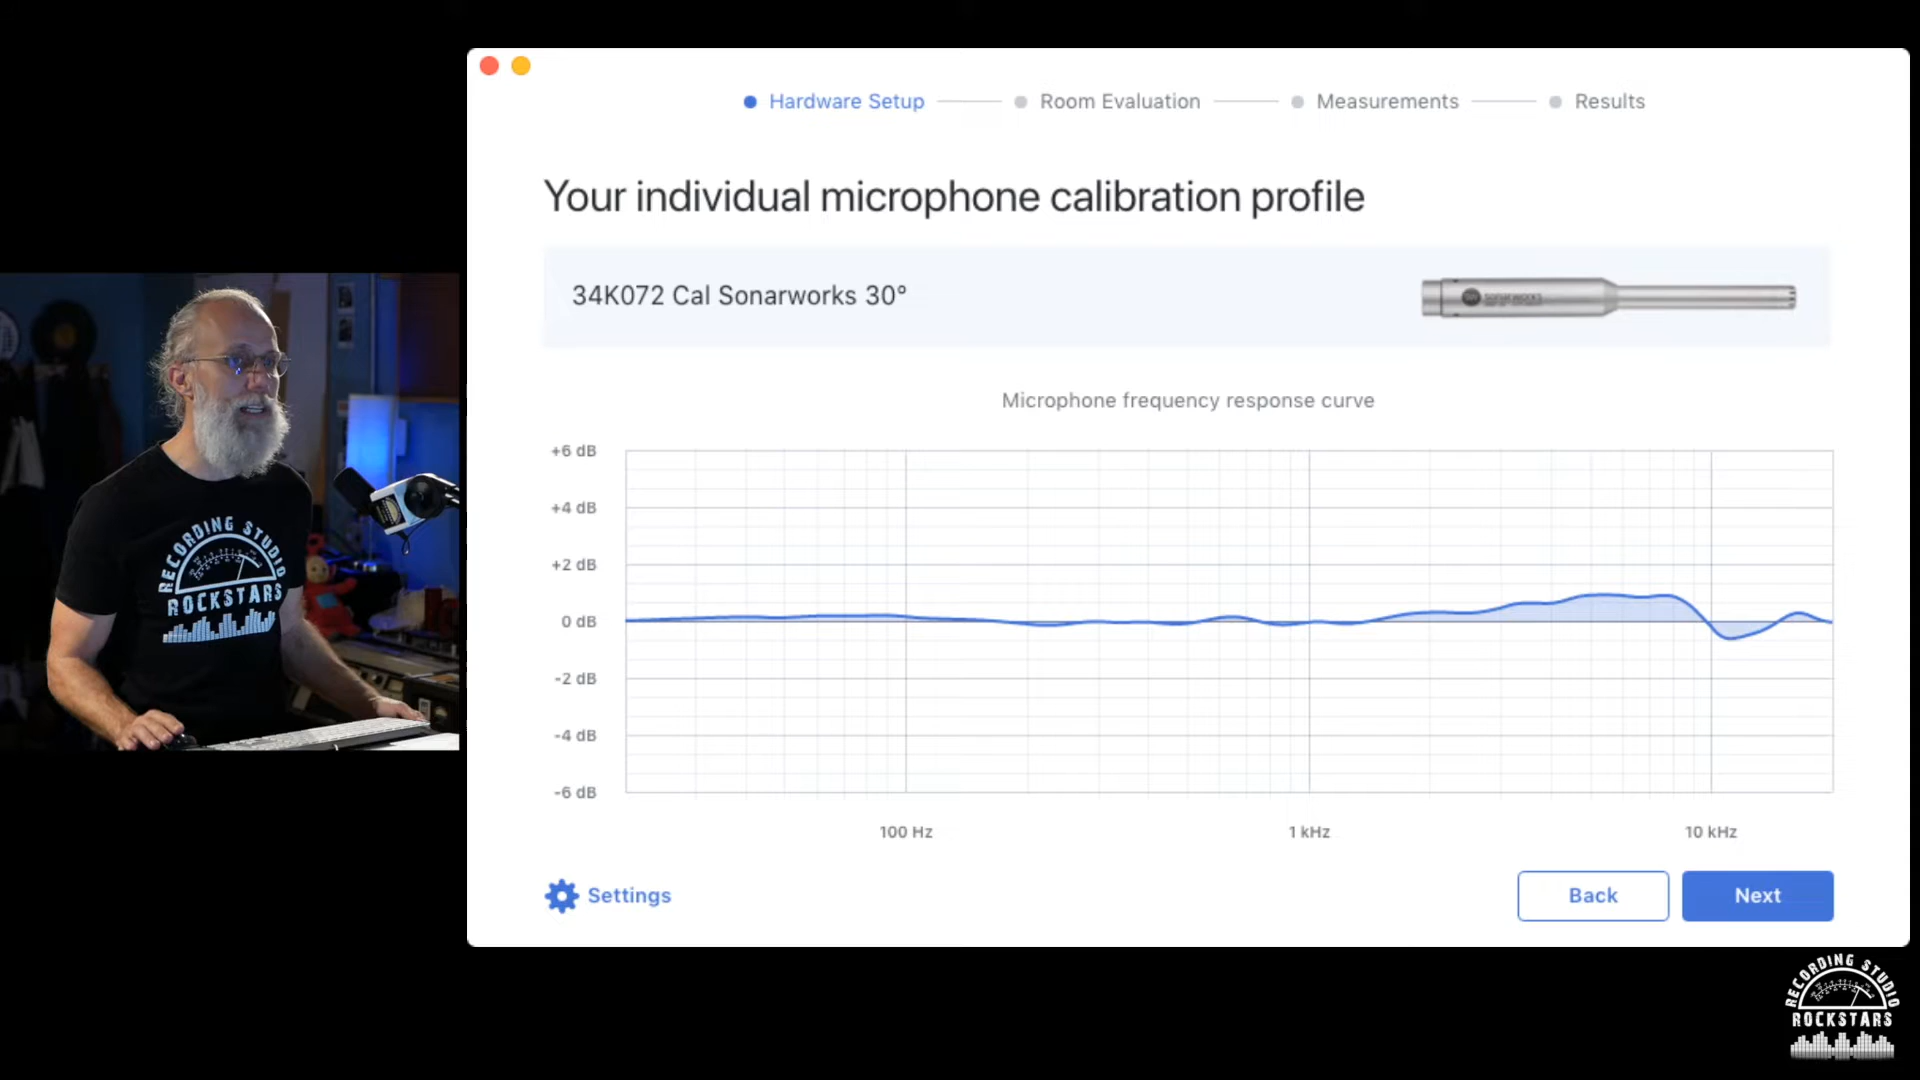 Hardware Setup
Room Evaluation
Measurements
Results
Your individual microphone calibration profile
34K072 Cal Sonarworks 30°
SONARWORKS
Microphone frequency response curve
+6 dB
+4 dB
+2 dB
0 dB
-2 dB
-4 dB
-6 dB
100 Hz
1 kHz
10 kHz
Settings
Back
Next
RECORDING STUDIO
ROCKSTARS
RECORDING STUDIO
ROCKSTARS